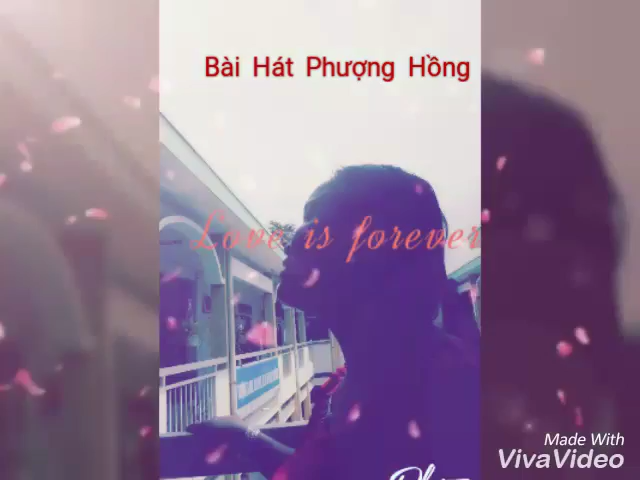 Bài Hát Phượng Hồng
Love is forever
Made With
VivaVideo